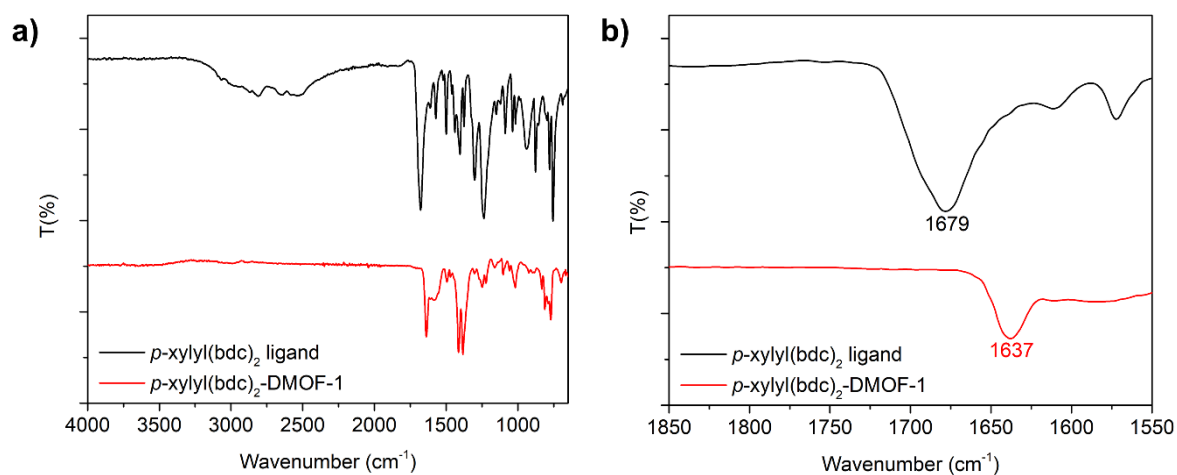 a)
T(%)
p-xylyl(bdc)₂ ligand
p-xylyl(bdc)₂-DMOF-1
4000 3500 3000 2500 2000 1500 1000
Wavenumber (cm⁻¹)
b)
T(%)
1679
1637
p-xylyl(bdc)₂ ligand
p-xylyl(bdc)₂-DMOF-1
1850 1800 1750 1700 1650 1600 1550
Wavenumber (cm⁻¹)